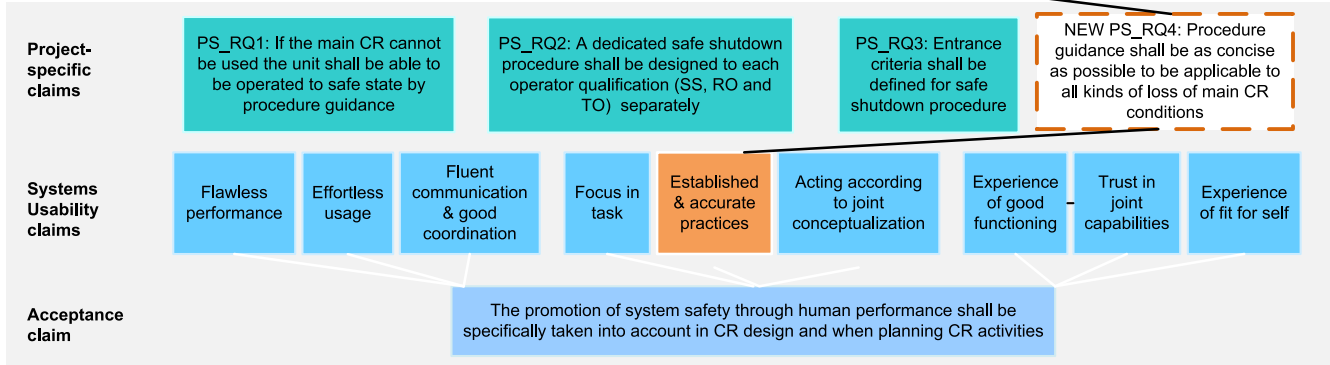 Project-
specific
claims
PS_RQ1: If the main CR cannot
be used the unit shall be able to
be operated to safe state by
procedure guidance
PS_RQ2: A dedicated safe shutdown
procedure shall be designed to each
operator qualification (SS, RO and
TO) separately
PS_RQ3: Entrance
criteria shall be
defined for safe
shutdown procedure
NEW PS_RQ4: Procedure
guidance shall be as concise
as possible to be applicable to
all kinds of loss of main CR
conditions
Systems
Usability
claims
Flawless
performance
Effortless
usage
Fluent
communication
& good
coordination
Focus in
task
Established
& accurate
practices
Acting according
to joint
conceptualization
Experience
of good
functioning
Trust in
joint
capabilities
Experience
of fit for self
Acceptance
claim
The promotion of system safety through human performance shall be
specifically taken into account in CR design and when planning CR activities